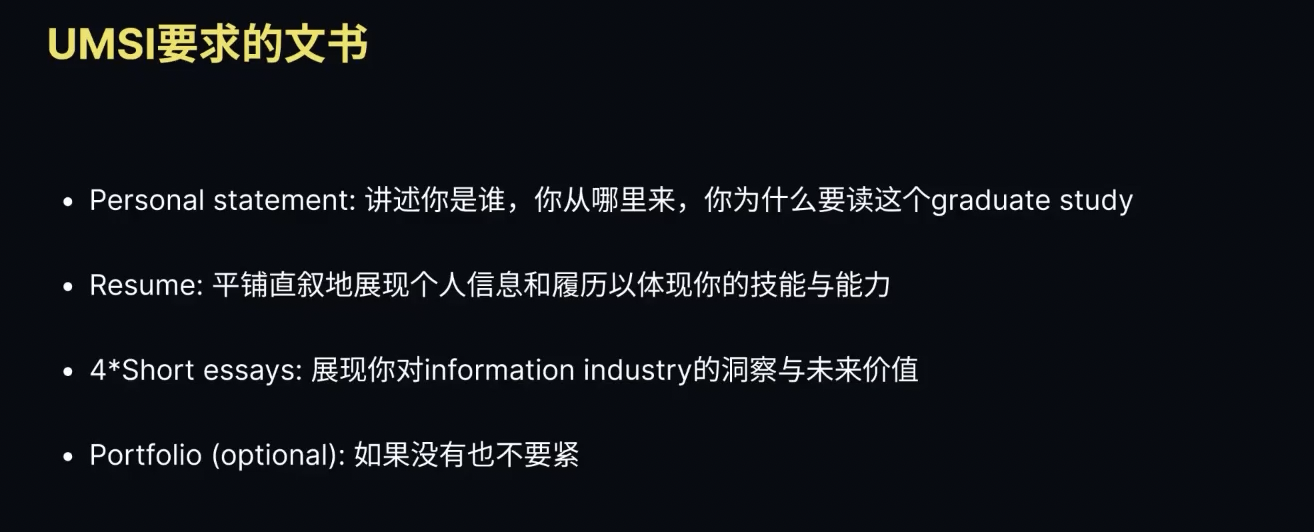 UMSI要求的文书
• Personal statement: 讲述你是谁，你从哪里来，你为什么要读这个graduate study
• Resume: 平铺直叙地展现个人信息和履历以体现你的技能与能力
• 4*Short essays: 展现你对information industry的洞察与未来价值
• Portfolio (optional): 如果没有也不要紧